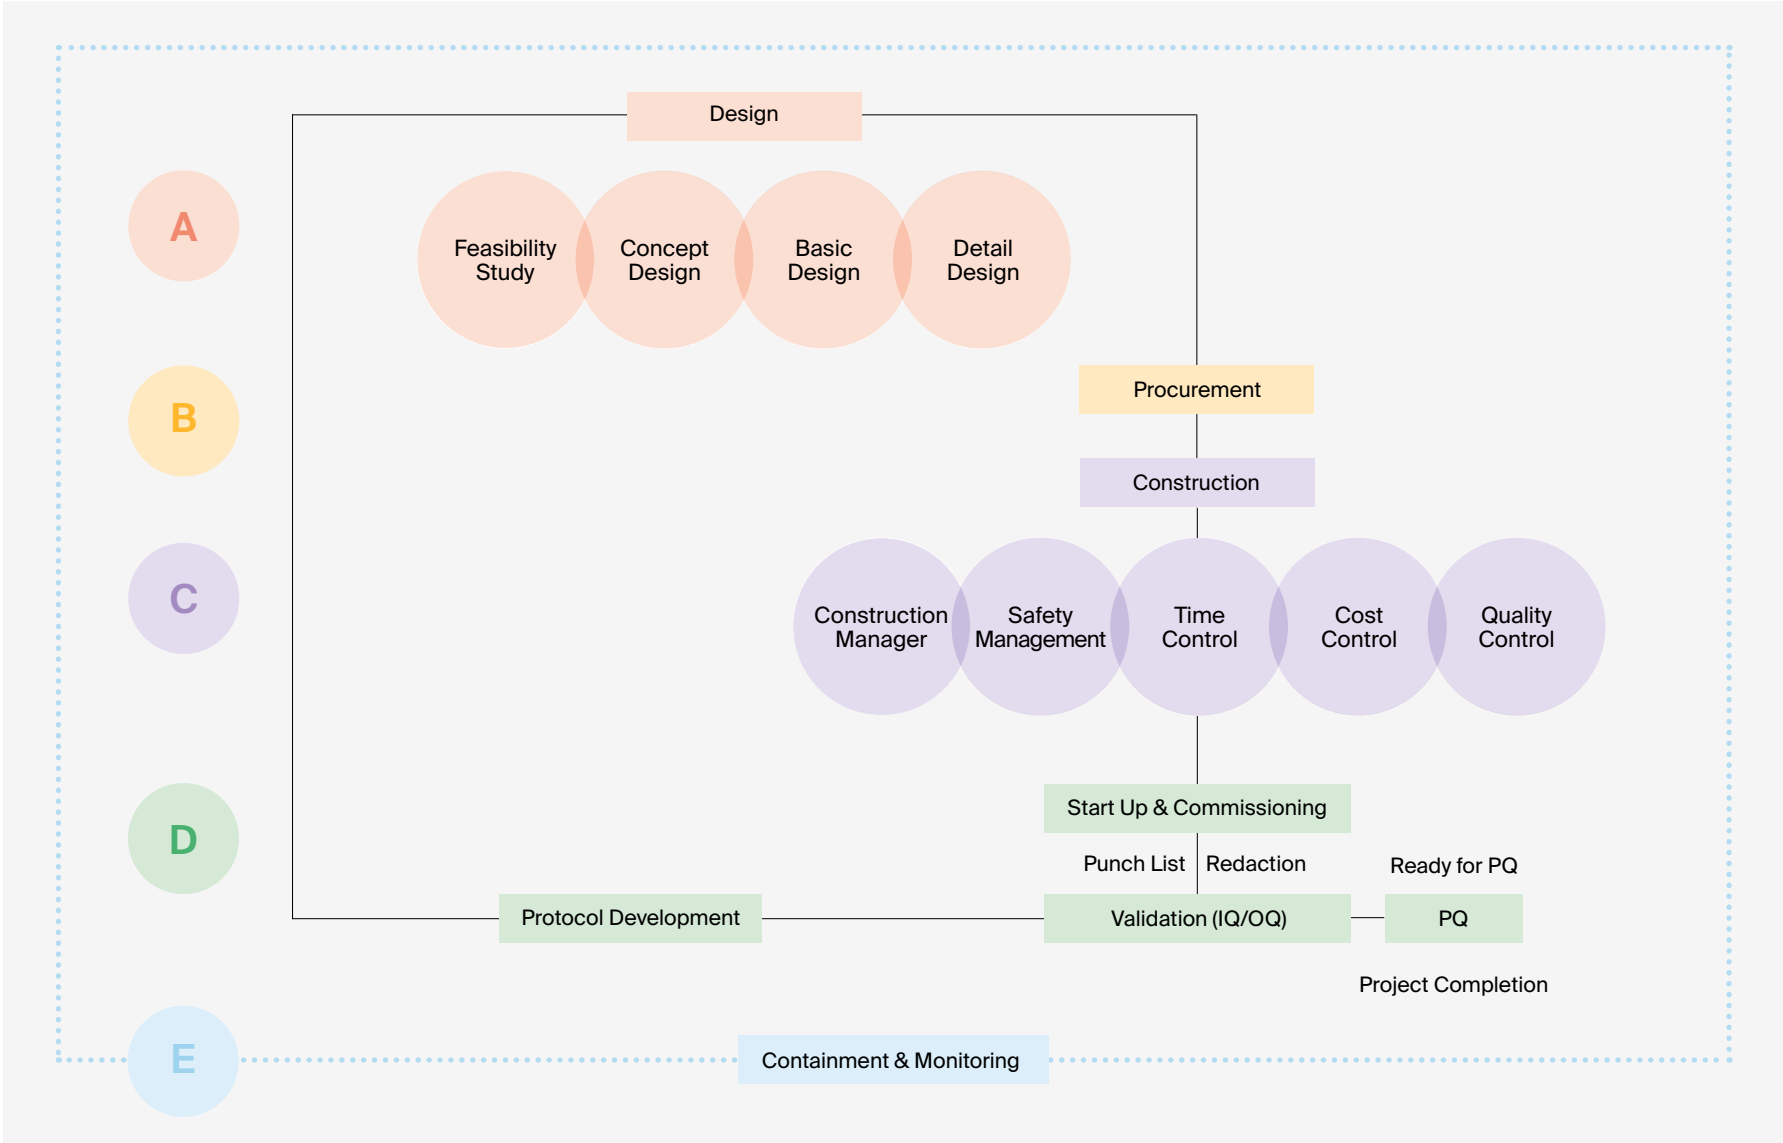 Design
A
Feasibility
Study
Concept
Design
Basic
Design
Detail
Design
B
Procurement
Construction
C
Construction
Manager
Safety
Management
Time
Control
Cost
Control
Quality
Control
D
Start Up & Commissioning
Punch List
Redaction
Ready for PQ
Protocol Development
Validation (IQ/OQ)
PQ
Project Completion
E
Containment & Monitoring